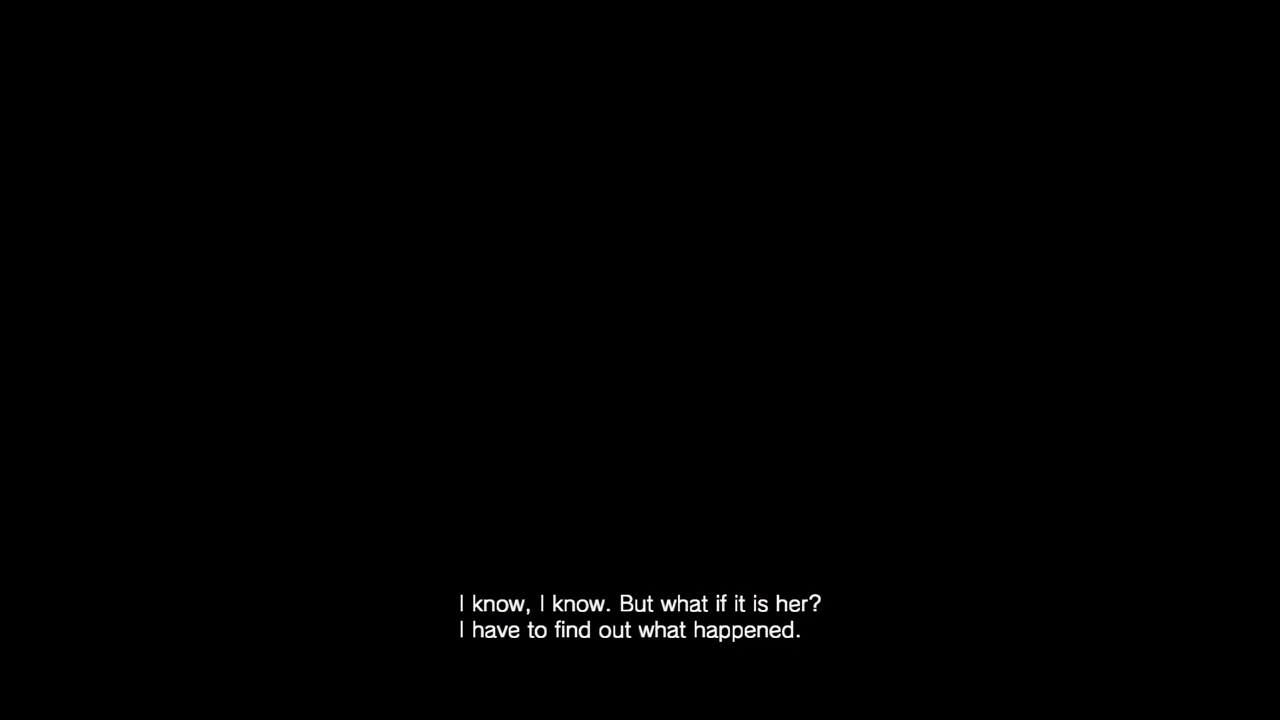 I know, I know. But what if it is her?
I have to find out what happened.